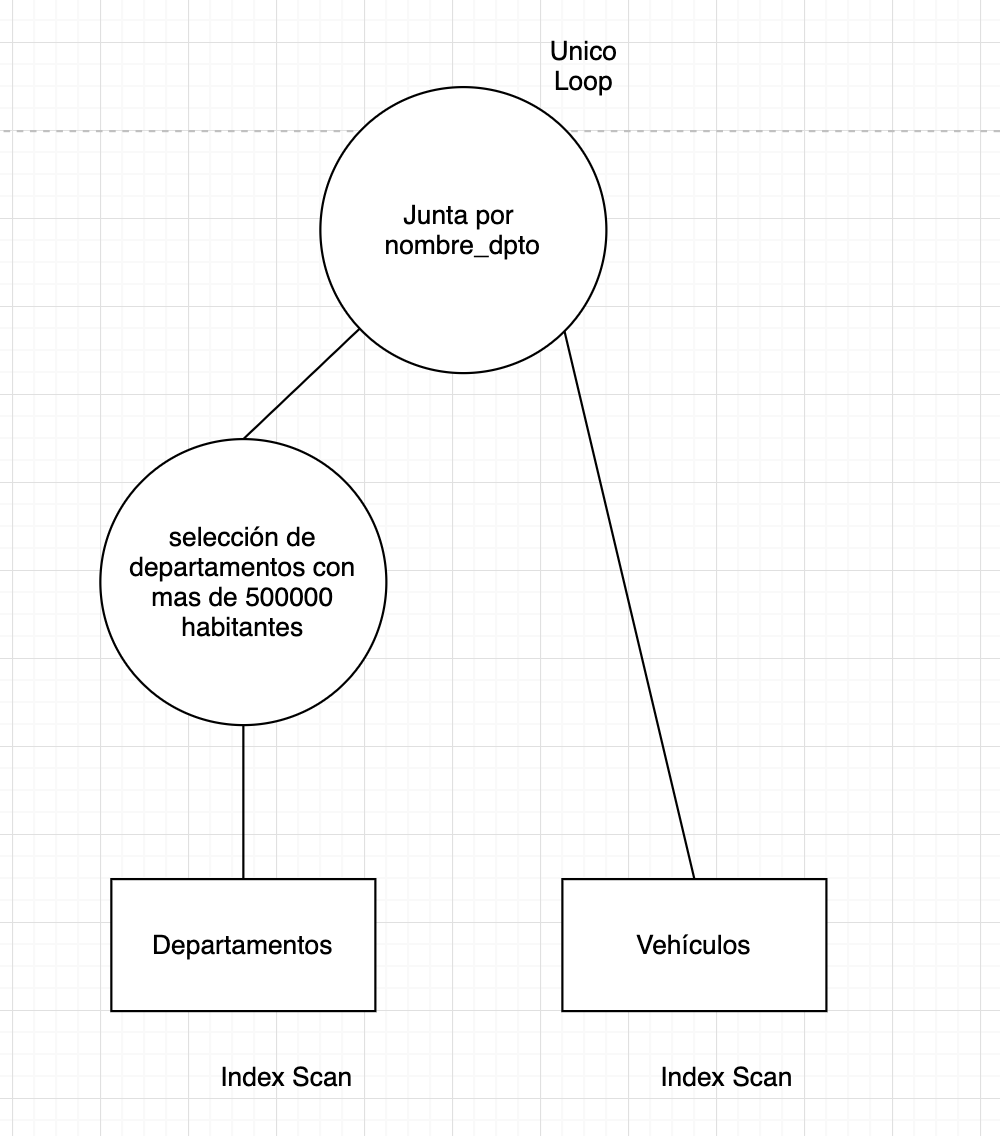 Unico
Loop
Junta por
nombre_dpto
selección de
departamentos con
mas de 500000
habitantes
Departamentos
Vehículos
Index Scan
Index Scan